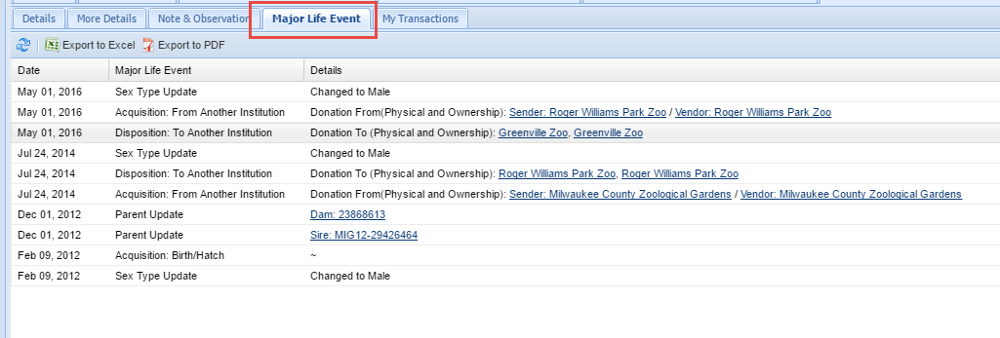 Details More Details Note & Observation Major Life Event My Transactions
Export to Excel Export to PDF
Date Major Life Event Details
May 01, 2016 Sex Type Update Changed to Male
May 01, 2016 Acquisition: From Another Institution Donation From(Physical and Ownership): Sender: Roger Williams Park Zoo / Vendor: Roger Williams Park Zoo
May 01, 2016 Disposition: To Another Institution Donation To (Physical and Ownership): Greenville Zoo, Greenville Zoo
Jul 24, 2014 Sex Type Update Changed to Male
Jul 24, 2014 Disposition: To Another Institution Donation To (Physical and Ownership): Roger Williams Park Zoo, Roger Williams Park Zoo
Jul 24, 2014 Acquisition: From Another Institution Donation From(Physical and Ownership): Sender: Milwaukee County Zoological Gardens / Vendor: Milwaukee County Zoological Gardens
Dec 01, 2012 Parent Update Dam: 23868613
Dec 01, 2012 Parent Update Sire: MIG12-29426464
Feb 09, 2012 Acquisition: Birth/Hatch ~
Feb 09, 2012 Sex Type Update Changed to Male